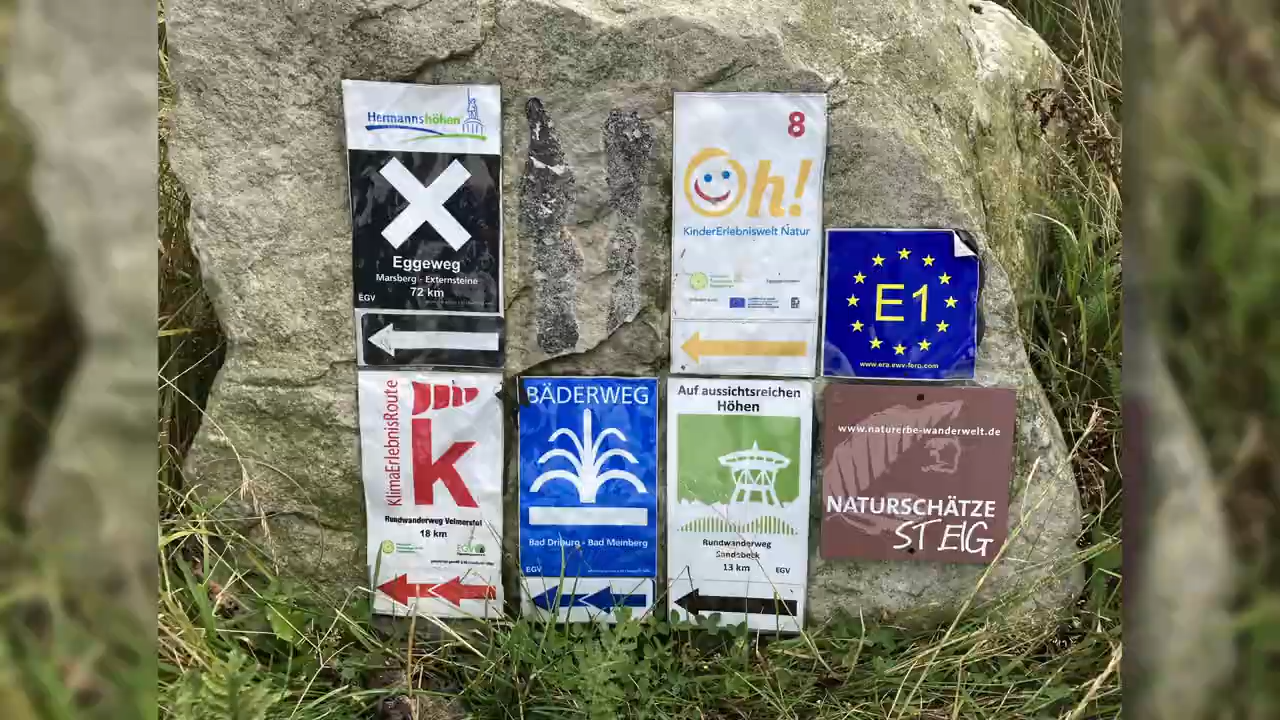 Hermannshöhen
Eggeweg
Marsberg - Externsteine
72 km
EGV
8
Oh!
KinderErlebniswelt Natur
E1
www.era-ewv-ferp.com
KlimaErlebnisRoute
k
Rundwanderweg Velmerstot
18 km
EGV
BÄDERWEG
Bad Driburg - Bad Meinberg
EGV
Auf aussichtsreichen
Höhen
Rundwanderweg
Sandebeck
13 km
EGV
www.naturerbe-wanderwelt.de
NATURSCHÄTZE
STEIG